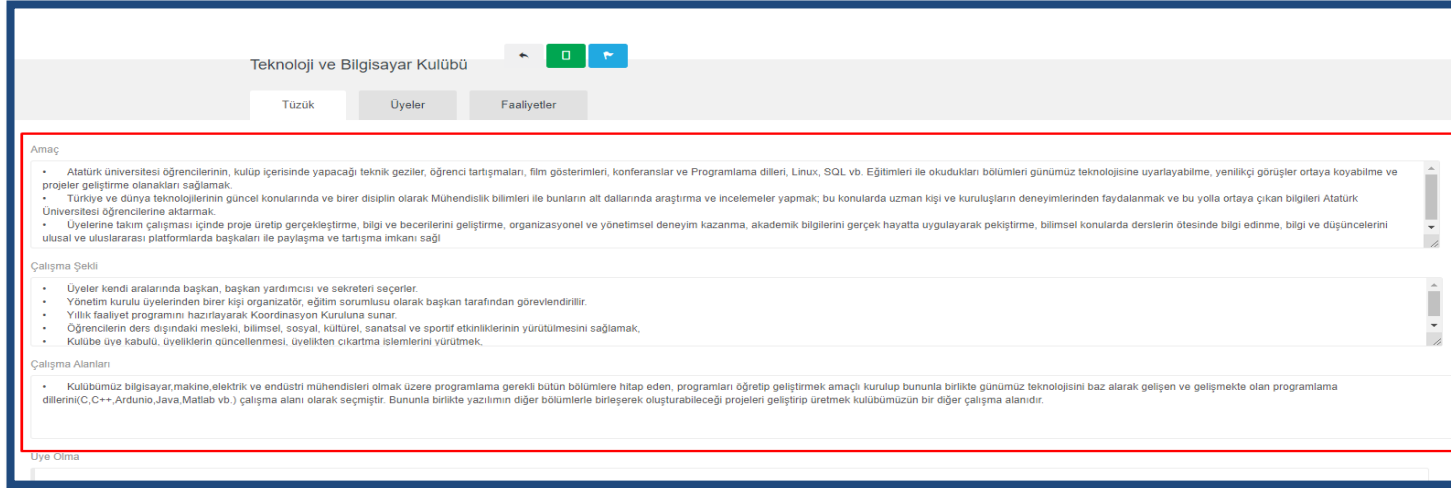 Teknoloji ve Bilgisayar Kulübü
Tüzük
Üyeler
Faaliyetler
Amaç
• Atatürk üniversitesi öğrencilerinin, kulüp içerisinde yapacağı teknik geziler, öğrenci tartışmaları, film gösterimleri, konferanslar ve Programlama dilleri, Linux, SQL vb. Eğitimleri ile okudukları bölümleri günümüz teknolojisine uyarlayabilme, yenilikçi görüşler ortaya koyabilme ve
projeler geliştirme olanakları sağlamak.
• Türkiye ve dünya teknolojilerinin güncel konularında ve birer disiplin olarak Mühendislik bilimleri ile bunların alt dallarında araştırma ve incelemeler yapmak; bu konularda uzman kişi ve kuruluşların deneyimlerinden faydalanmak ve bu yolla ortaya çıkan bilgileri Atatürk
Üniversitesi öğrencilerine aktarmak.
• Üyelerine takım çalışması içinde proje üretip gerçekleştirme, bilgi ve becerilerini geliştirme, organizasyonel ve yönetimsel deneyim kazanma, akademik bilgilerini gerçek hayatta uygulayarak pekiştirme, bilimsel konularda derslerin ötesinde bilgi edinme, bilgi ve düşüncelerini
ulusal ve uluslararası platformlarda başkaları ile paylaşma ve tartışma imkanı sağl
Çalışma Şekli
• Üyeler kendi aralarında başkan, başkan yardımcısı ve sekreteri seçerler.
• Yönetim kurulu üyelerinden birer kişi organizatör, eğitim sorumlusu olarak başkan tarafından görevlendirillir.
• Yıllık faaliyet programını hazırlayarak Koordinasyon Kuruluna sunar.
• Öğrencilerin ders dışındaki mesleki, bilimsel, sosyal, kültürel, sanatsal ve sportif etkinliklerinin yürütülmesini sağlamak,
• Kulübe üye kabulü, üyeliklerin güncellenmesi, üyelikten çıkartma işlemlerini yürütmek,
Çalışma Alanları
• Kulübümüz bilgisayar,makine,elektrik ve endüstri mühendisleri olmak üzere programlama gerekli bütün bölümlere hitap eden, programları öğretip geliştirmek amaçlı kurulup bununla birlikte günümüz teknolojisini baz alarak gelişen ve gelişmekte olan programlama
dillerini(C,C++,Ardunio,Java,Matlab vb.) çalışma alanı olarak seçmiştir. Bununla birlikte yazılımın diğer bölümlerle birleşerek oluşturabileceği projeleri geliştirip üretmek kulübümüzün bir diğer çalışma alanıdır.
Üye Olma